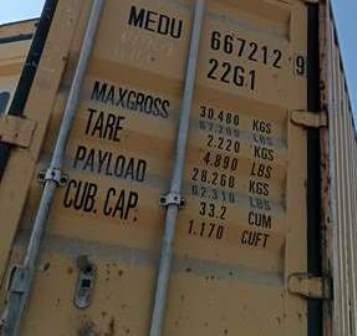 MEDU 667212 9
22G1
MAXGROSS 30.480 KGS
67.200 LBS
TARE 2.220 KGS
4.890 LBS
PAYLOAD 28.260 KGS
62.310 LBS
CUB. CAP. 33.2 CUM
1.170 CUFT